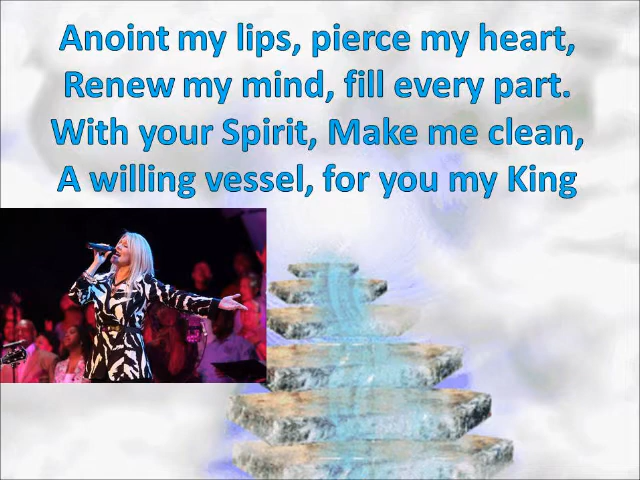 Anoint my lips, pierce my heart,
Renew my mind, fill every part.
With your Spirit, Make me clean,
A willing vessel, for you my King